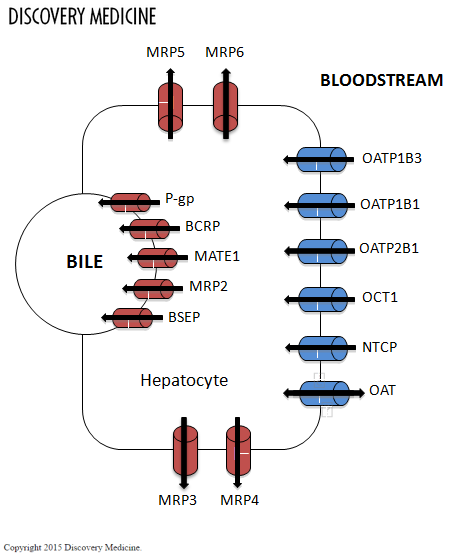 DISCOVERY MEDICINE
MRP5
MRP6
BLOODSTREAM
OATP1B3
P-gp
OATP1B1
BCRP
BILE
MATE1
OATP2B1
MRP2
OCT1
BSEP
NTCP
Hepatocyte
OAT
MRP3
MRP4
Copyright 2015 Discovery Medicine.